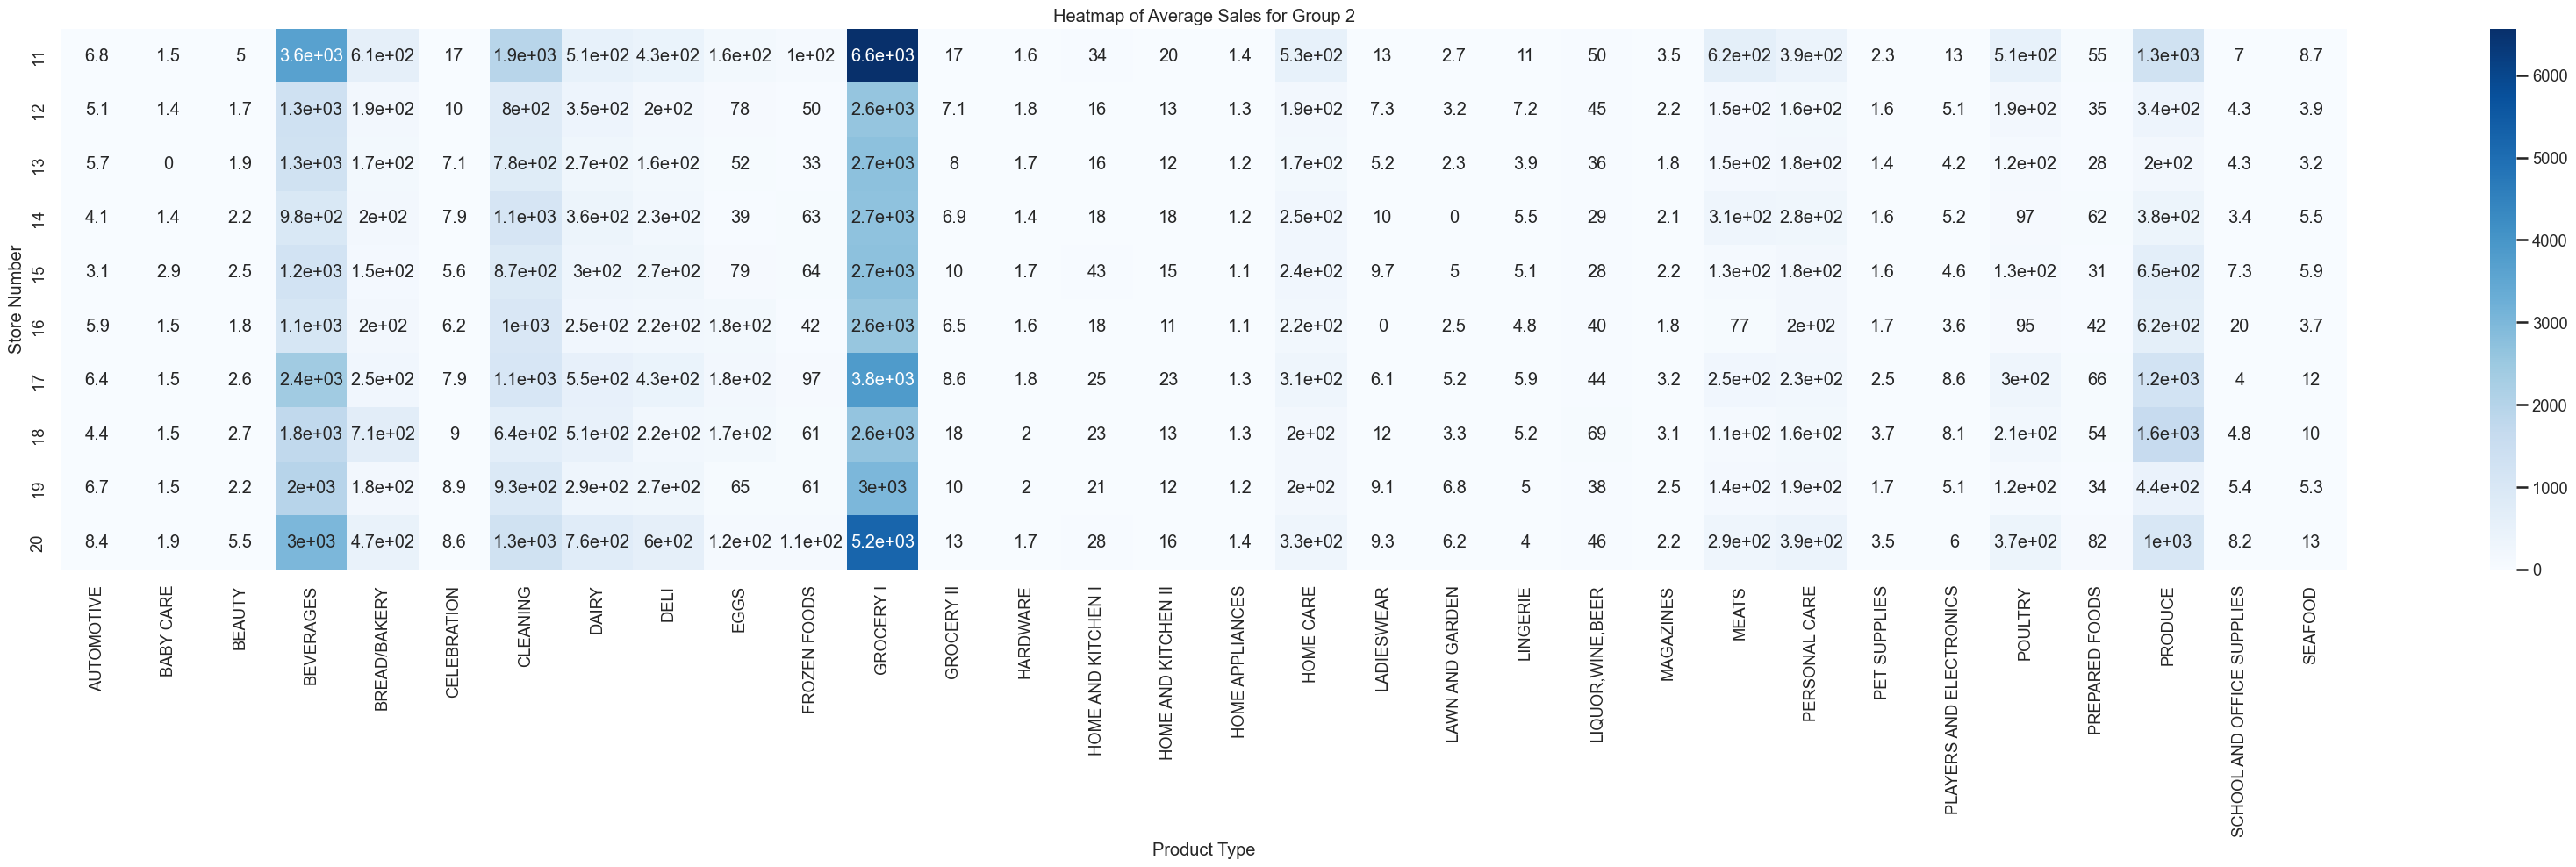 Heatmap of Average Sales for Group 2
Store Number
11 6.8 1.5 5 3.6e+03 6.1e+02 17 1.9e+03 5.1e+02 4.3e+02 1.6e+02 1e+02 6.6e+03 17 1.6 34 20 1.4 5.3e+02 13 2.7 11 50 3.5 6.2e+02 3.9e+02 2.3 13 5.1e+02 55 1.3e+03 7 8.7
12 5.1 1.4 1.7 1.3e+03 1.9e+02 10 8e+02 3.5e+02 2e+02 78 50 2.6e+03 7.1 1.8 16 13 1.3 1.9e+02 7.3 3.2 7.2 45 2.2 1.5e+02 1.6e+02 1.6 5.1 1.9e+02 35 3.4e+02 4.3 3.9
13 5.7 0 1.9 1.3e+03 1.7e+02 7.1 7.8e+02 2.7e+02 1.6e+02 52 33 2.7e+03 8 1.7 16 12 1.2 1.7e+02 5.2 2.3 3.9 36 1.8 1.5e+02 1.8e+02 1.4 4.2 1.2e+02 28 2e+02 4.3 3.2
14 4.1 1.4 2.2 9.8e+02 2e+02 7.9 1.1e+03 3.6e+02 2.3e+02 39 63 2.7e+03 6.9 1.4 18 18 1.2 2.5e+02 10 0 5.5 29 2.1 3.1e+02 2.8e+02 1.6 5.2 97 62 3.8e+02 3.4 5.5
15 3.1 2.9 2.5 1.2e+03 1.5e+02 5.6 8.7e+02 3e+02 2.7e+02 79 64 2.7e+03 10 1.7 43 15 1.1 2.4e+02 9.7 5 5.1 28 2.2 1.3e+02 1.8e+02 1.6 4.6 1.3e+02 31 6.5e+02 7.3 5.9
16 5.9 1.5 1.8 1.1e+03 2e+02 6.2 1e+03 2.5e+02 2.2e+02 1.8e+02 42 2.6e+03 6.5 1.6 18 11 1.1 2.2e+02 0 2.5 4.8 40 1.8 77 2e+02 1.7 3.6 95 42 6.2e+02 20 3.7
17 6.4 1.5 2.6 2.4e+03 2.5e+02 7.9 1.1e+03 5.5e+02 4.3e+02 1.8e+02 97 3.8e+03 8.6 1.8 25 23 1.3 3.1e+02 6.1 5.2 5.9 44 3.2 2.5e+02 2.3e+02 2.5 8.6 3e+02 66 1.2e+03 4 12
18 4.4 1.5 2.7 1.8e+03 7.1e+02 9 6.4e+02 5.1e+02 2.2e+02 1.7e+02 61 2.6e+03 18 2 23 13 1.3 2e+02 12 3.3 5.2 69 3.1 1.1e+02 1.6e+02 3.7 8.1 2.1e+02 54 1.6e+03 4.8 10
19 6.7 1.5 2.2 2e+03 1.8e+02 8.9 9.3e+02 2.9e+02 2.7e+02 65 61 3e+03 10 2 21 12 1.2 2e+02 9.1 6.8 5 38 2.5 1.4e+02 1.9e+02 1.7 5.1 1.2e+02 34 4.4e+02 5.4 5.3
20 8.4 1.9 5.5 3e+03 4.7e+02 8.6 1.3e+03 7.6e+02 6e+02 1.2e+02 1.1e+02 5.2e+03 13 1.7 28 16 1.4 3.3e+02 9.3 6.2 4 46 2.2 2.9e+02 3.9e+02 3.5 6 3.7e+02 82 1e+03 8.2 13
AUTOMOTIVE
BABY CARE
BEAUTY
BEVERAGES
BREAD/BAKERY
CELEBRATION
CLEANING
DAIRY
DELI
EGGS
FROZEN FOODS
GROCERY I
GROCERY II
HARDWARE
HOME AND KITCHEN I
HOME AND KITCHEN II
HOME APPLIANCES
HOME CARE
LADIESWEAR
LAWN AND GARDEN
LINGERIE
LIQUOR,WINE,BEER
MAGAZINES
MEATS
PERSONAL CARE
PET SUPPLIES
PLAYERS AND ELECTRONICS
POULTRY
PREPARED FOODS
PRODUCE
SCHOOL AND OFFICE SUPPLIES
SEAFOOD
Product Type
6000
5000
4000
3000
2000
1000
0